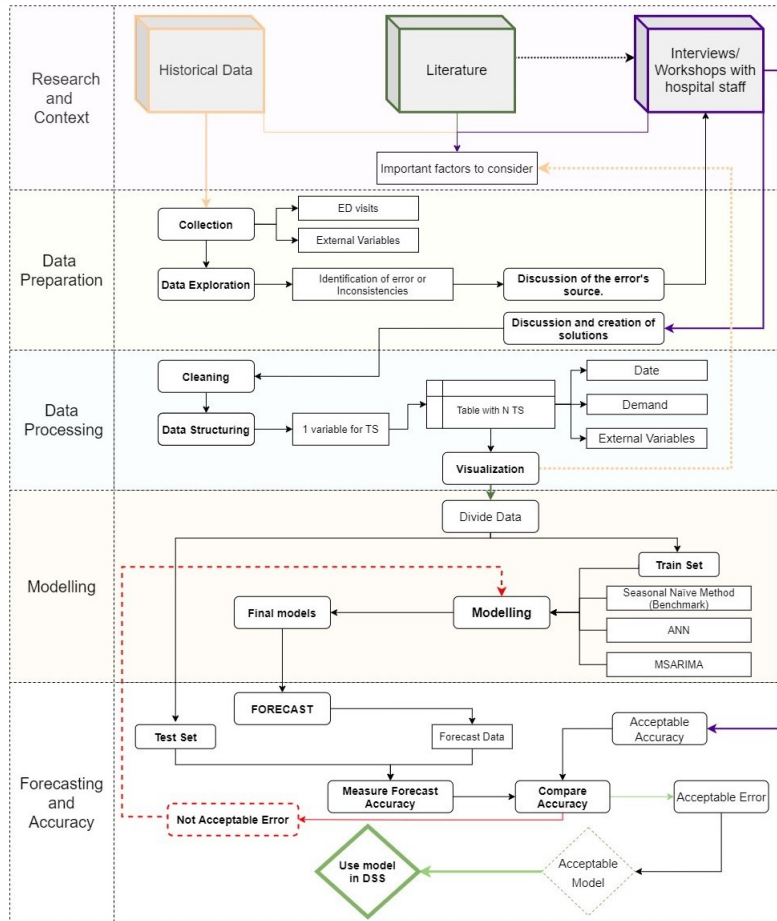 Research
and
Context
Historical Data
Literature
Interviews/
Workshops with
hospital staff
Important factors to consider
Data
Preparation
Collection
ED visits
External Variables
Data Exploration
Identification of error or
Inconsistencies
Discussion of the error's
source.
Discussion and creation of
solutions
Data
Processing
Cleaning
Data Structuring
1 variable for TS
Table with N TS
Date
Demand
External Variables
Visualization
Modelling
Divide Data
Train Set
Seasonal Naïve Method
(Benchmark)
ANN
MSARIMA
Modelling
Final models
Forecasting
and
Accuracy
FORECAST
Test Set
Forecast Data
Acceptable
Accuracy
Measure Forecast
Accuracy
Compare
Accuracy
Acceptable Error
Not Acceptable Error
Use model
in DSS
Acceptable
Model